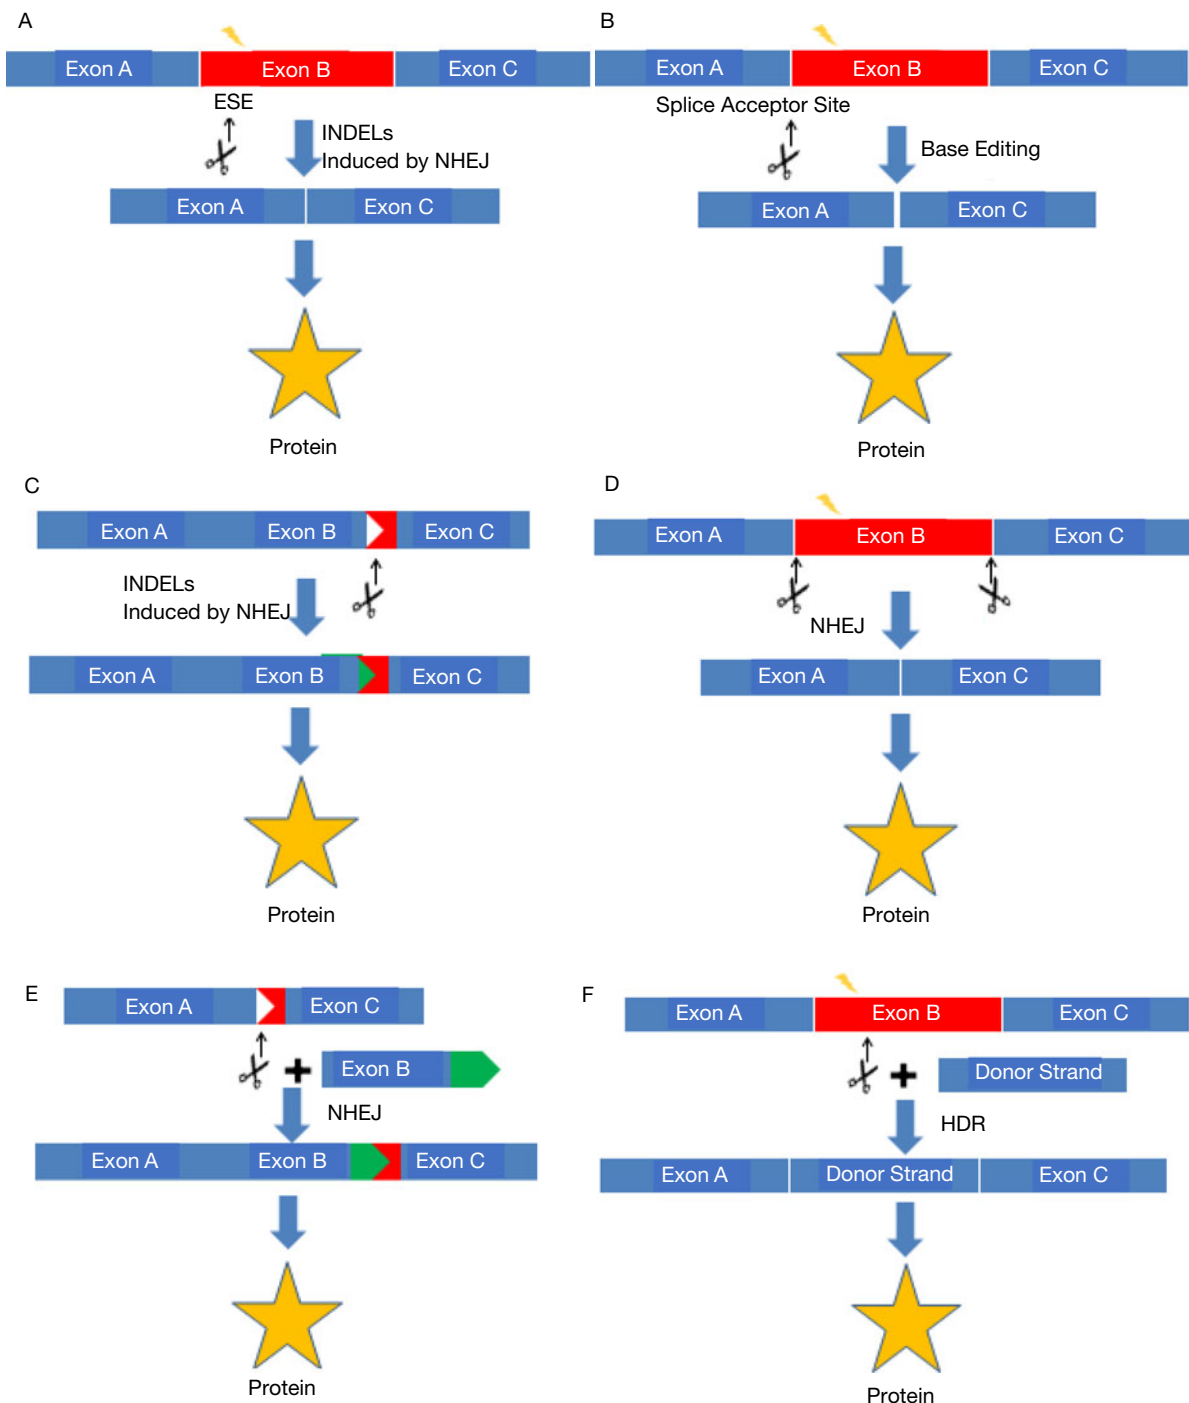 A
Exon A
Exon B
Exon C
ESE
INDELs
Induced by NHEJ
Exon A
Exon C
Protein
B
Exon A
Exon B
Exon C
Splice Acceptor Site
Base Editing
Exon A
Exon C
Protein
C
Exon A
Exon B
Exon C
INDELs
Induced by NHEJ
Exon A
Exon B
Exon C
Protein
D
Exon A
Exon B
Exon C
NHEJ
Exon A
Exon C
Protein
E
Exon A
Exon C
Exon B
NHEJ
Exon A
Exon B
Exon C
Protein
F
Exon A
Exon B
Exon C
Donor Strand
HDR
Exon A
Donor Strand
Exon C
Protein